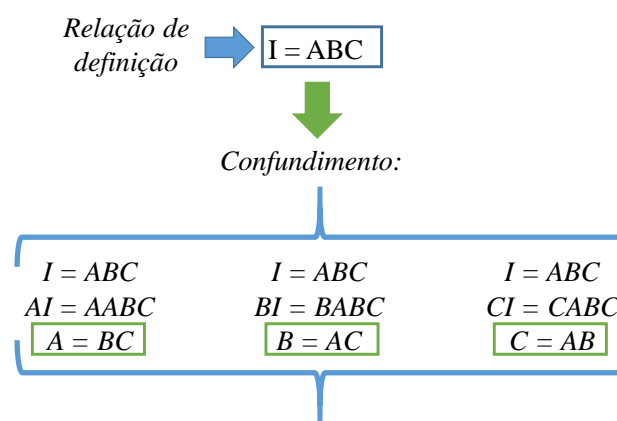 Relação de
definição
I = ABC
Confundimento:
I = ABC I = ABC I = ABC
AI = AABC BI = BABC CI = CABC
A = BC B = AC C = AB